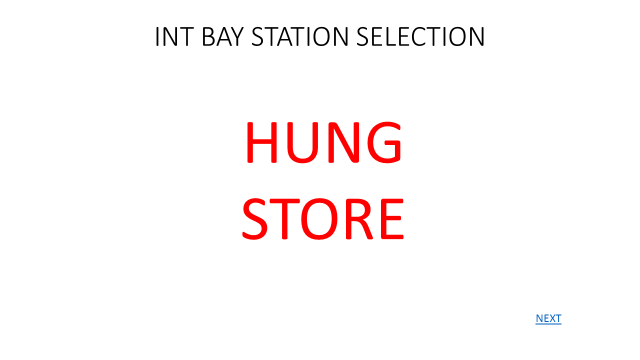 INT BAY STATION SELECTION
HUNG
STORE
NEXT